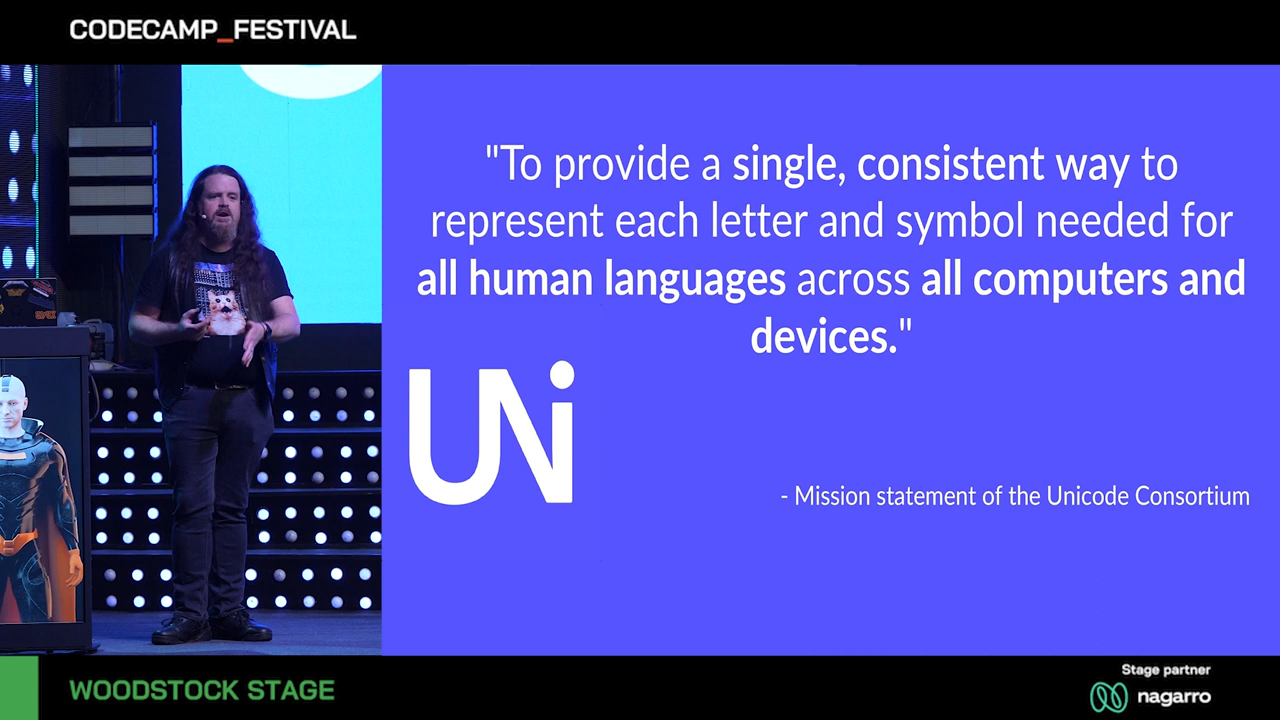 CODECAMP_FESTIVAL
"To provide a single, consistent way to
represent each letter and symbol needed for
all human languages across all computers and
devices."
UNi
- Mission statement of the Unicode Consortium
WOODSTOCK STAGE
Stage partner
nagarro